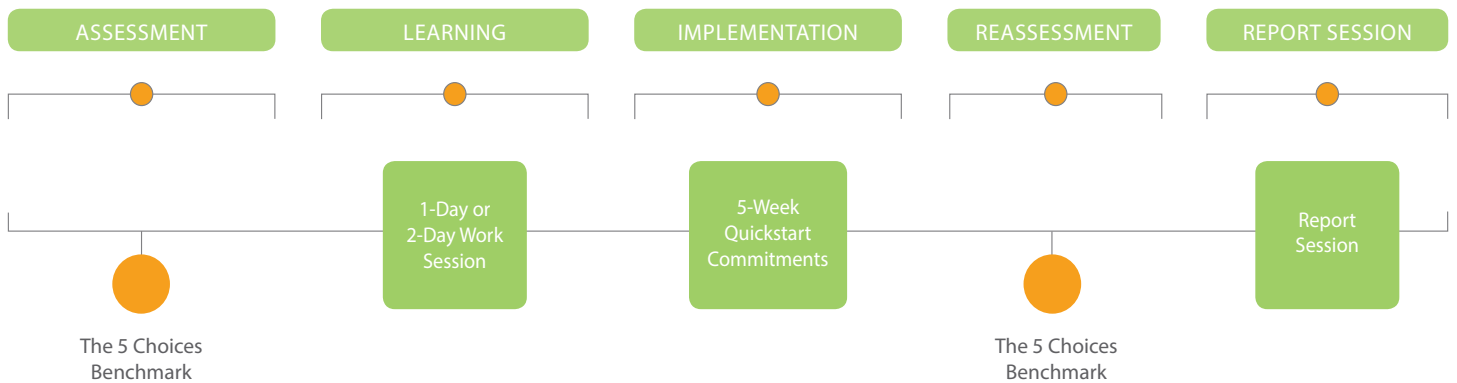 ASSESSMENT
LEARNING
IMPLEMENTATION
REASSESSMENT
REPORT SESSION
1-Day or
2-Day Work
Session
5-Week
Quickstart
Commitments
Report
Session
The 5 Choices
Benchmark
The 5 Choices
Benchmark